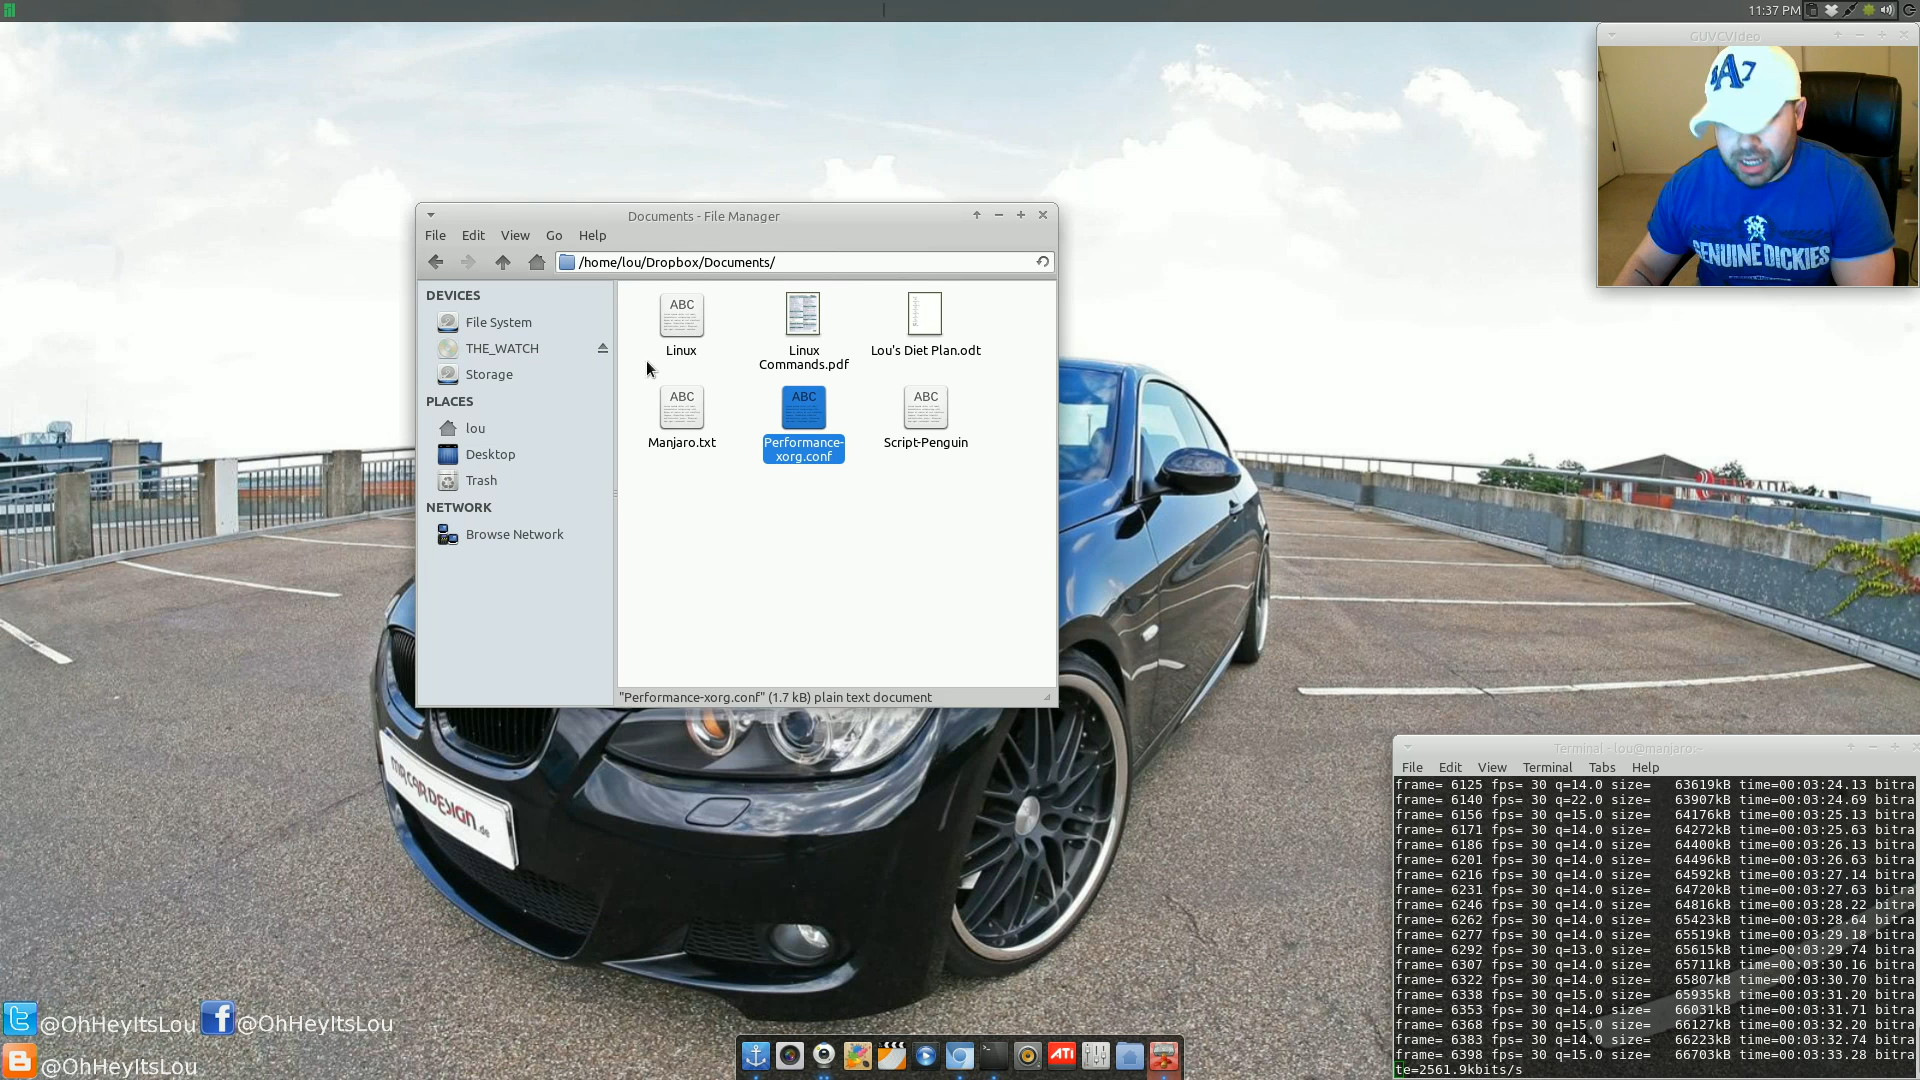 11:37 PM
GUVCVIdeo
A7
GENUINE DICKIES
Documents - File Manager
File Edit View Go Help
/home/lou/Dropbox/Documents/
DEVICES
File System
THE_WATCH
Storage
PLACES
lou
Desktop
Trash
NETWORK
Browse Network
ABC
Linux
Linux
Commands.pdf
Lou's Diet Plan.odt
ABC
Manjaro.txt
ABC
Performance-
xorg.conf
ABC
Script-Penguin
"Performance-xorg.conf" (1.7 kB) plain text document
MR CAR DESIGN.de
Terminal - lou@manjaro:~
File Edit View Terminal Tabs Help
frame= 6125 fps= 30 q=14.0 size=   63619kB time=00:03:24.13 bitra
frame= 6140 fps= 30 q=22.0 size=   63907kB time=00:03:24.69 bitra
frame= 6156 fps= 30 q=15.0 size=   64176kB time=00:03:25.13 bitra
frame= 6171 fps= 30 q=14.0 size=   64272kB time=00:03:25.63 bitra
frame= 6186 fps= 30 q=14.0 size=   64400kB time=00:03:26.13 bitra
frame= 6201 fps= 30 q=14.0 size=   64496kB time=00:03:26.63 bitra
frame= 6216 fps= 30 q=14.0 size=   64592kB time=00:03:27.14 bitra
frame= 6231 fps= 30 q=14.0 size=   64720kB time=00:03:27.63 bitra
frame= 6246 fps= 30 q=14.0 size=   64816kB time=00:03:28.22 bitra
frame= 6262 fps= 30 q=14.0 size=   65423kB time=00:03:28.64 bitra
frame= 6277 fps= 30 q=14.0 size=   65519kB time=00:03:29.18 bitra
frame= 6292 fps= 30 q=13.0 size=   65615kB time=00:03:29.74 bitra
frame= 6307 fps= 30 q=14.0 size=   65711kB time=00:03:30.16 bitra
frame= 6322 fps= 30 q=14.0 size=   65807kB time=00:03:30.70 bitra
frame= 6338 fps= 30 q=15.0 size=   65935kB time=00:03:31.20 bitra
frame= 6353 fps= 30 q=14.0 size=   66031kB time=00:03:31.71 bitra
frame= 6368 fps= 30 q=15.0 size=   66127kB time=00:03:32.20 bitra
frame= 6383 fps= 30 q=14.0 size=   66223kB time=00:03:32.74 bitra
frame= 6398 fps= 30 q=15.0 size=   66703kB time=00:03:33.28 bitra
te=2561.9kbits/s
@OhHeyItsLou
@OhHeyItsLou
@OhHeyItsLou
ATI